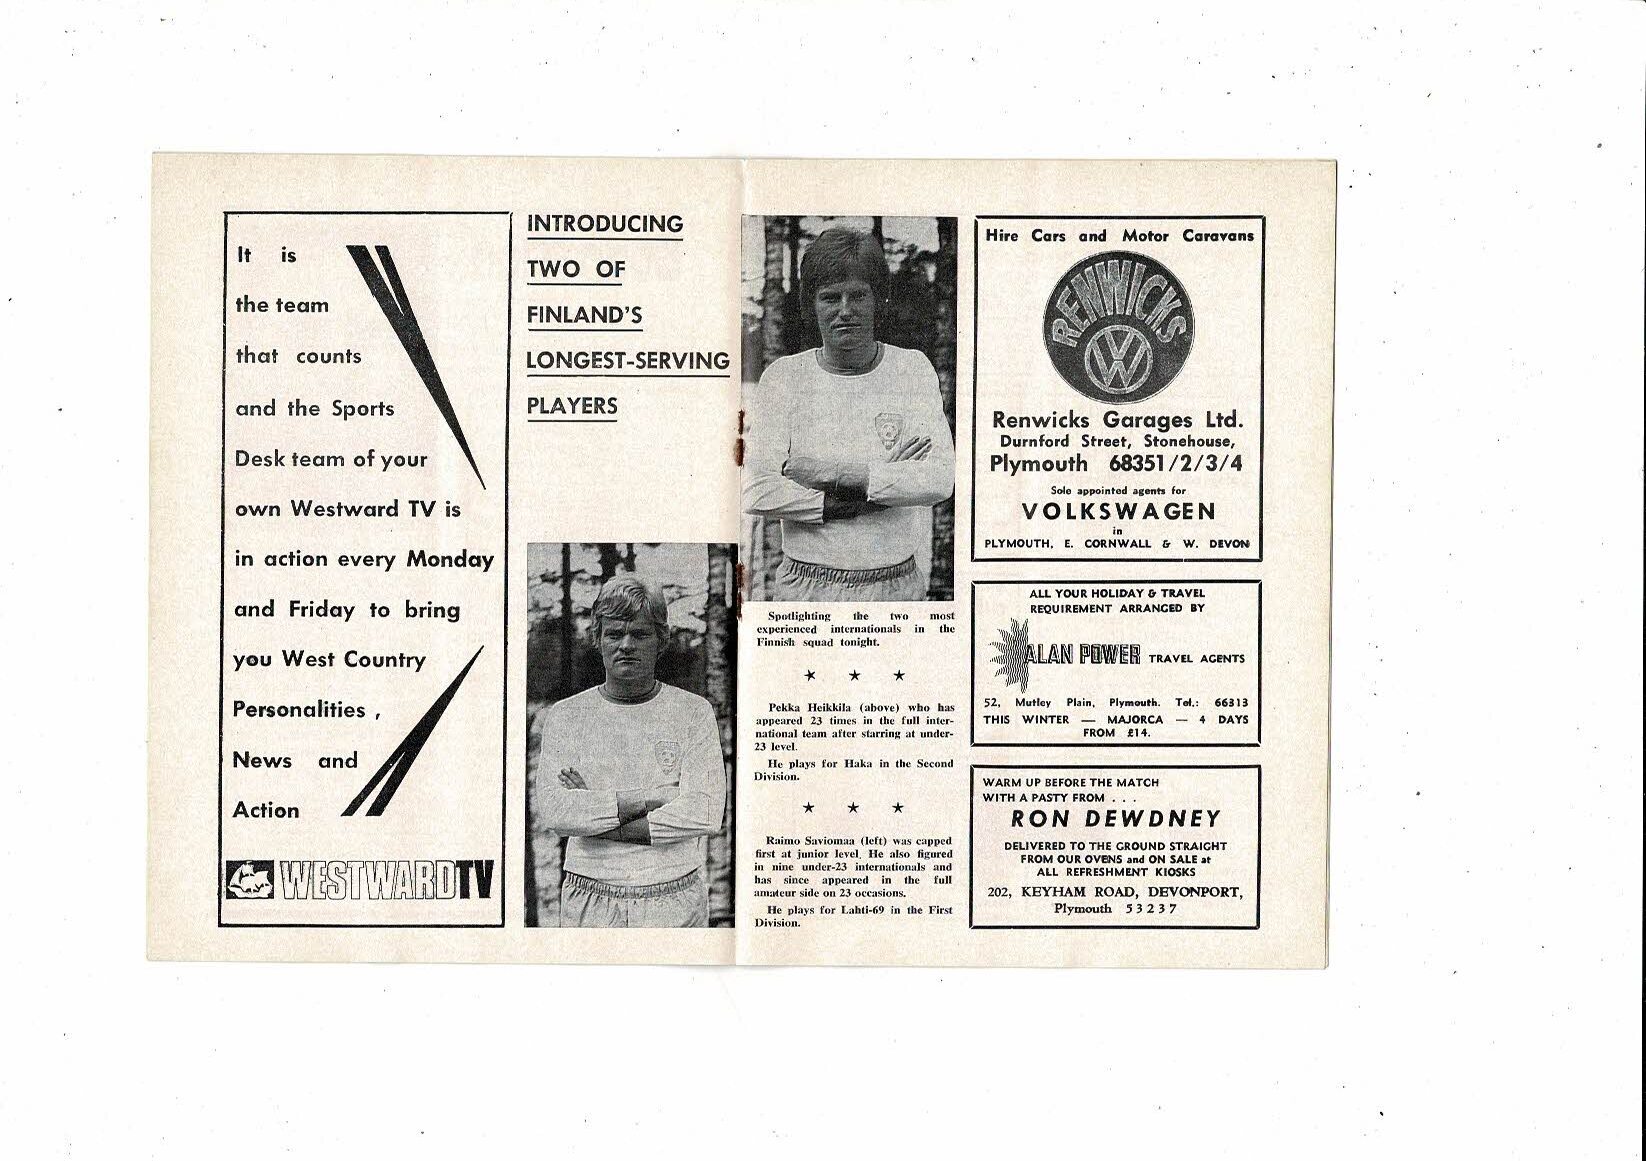 It is
the team
that counts
and the Sports
Desk team of your
own Westward TV is
in action every Monday
and Friday to bring
you West Country
Personalities ,
News and
Action
WESTWARDTV
INTRODUCING
TWO OF
FINLAND'S
LONGEST-SERVING
PLAYERS
Spotlighting the two most
experienced internationals in the
Finnish squad tonight.
★ ★ ★
Pekka Heikkila (above) who has
appeared 23 times in the full inter-
national team after starring at under-
23 level.
He plays for Haka in the Second
Division.
★ ★ ★
Raimo Saviomaa (left) was capped
first at junior level. He also figured
in nine under-23 internationals and
has since appeared in the full
amateur side on 23 occasions.
He plays for Lahti-69 in the First
Division.
Hire Cars and Motor Caravans
RENWICKS
VW
Renwicks Garages Ltd.
Durnford Street, Stonehouse,
Plymouth 68351/2/3/4
Sole appointed agents for
VOLKSWAGEN
in
PLYMOUTH, E. CORNWALL & W. DEVON
ALL YOUR HOLIDAY & TRAVEL
REQUIREMENT ARRANGED BY
ALAN POWER TRAVEL AGENTS
52, Mutley Plain, Plymouth. Tel.: 66313
THIS WINTER — MAJORCA — 4 DAYS
FROM £14.
WARM UP BEFORE THE MATCH
WITH A PASTY FROM . . .
RON DEWDNEY
DELIVERED TO THE GROUND STRAIGHT
FROM OUR OVENS and ON SALE at
ALL REFRESHMENT KIOSKS
202, KEYHAM ROAD, DEVONPORT,
Plymouth 53237